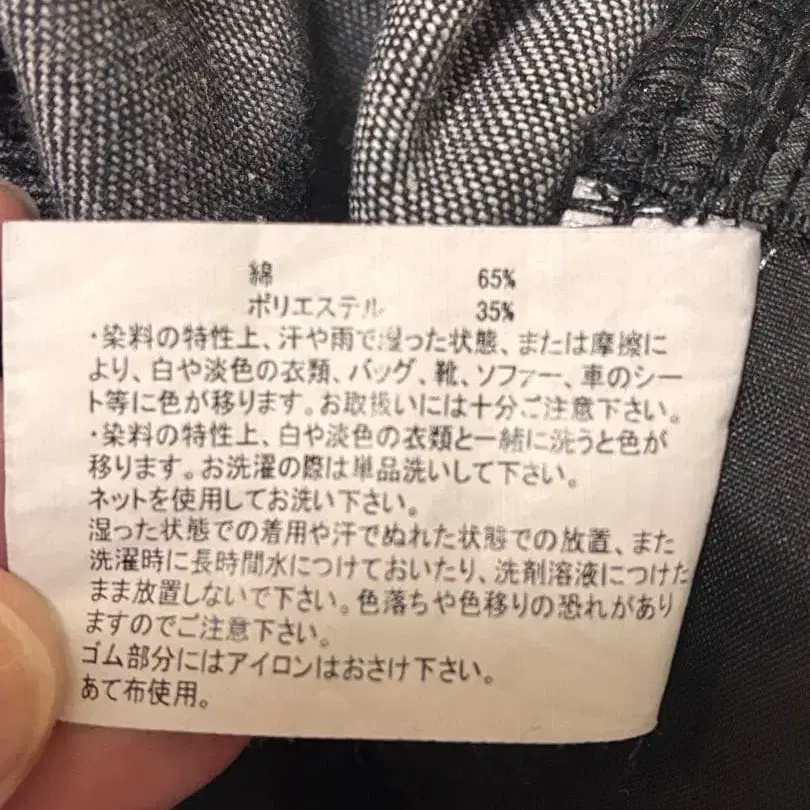 綿 65%
ポリエステル 35%
・染料の特性上、汗や雨で湿った状態、または摩擦に
より、白や淡色の衣類、バッグ、靴、ソファー、車のシー
ト等に色が移ります。お取扱いには十分ご注意下さい。
・染料の特性上、白や淡色の衣類と一緒に洗うと色が
移ります。お洗濯の際は単品洗いして下さい。
ネットを使用してお洗い下さい。
湿った状態での着用や汗でぬれた状態での放置、また
洗濯時に長時間水につけておいたり、洗剤溶液につけた
まま放置しないで下さい。色落ちや色移りの恐れがあり
ますのでご注意下さい。
ゴム部分にはアイロンはおさけ下さい。
あて布使用。